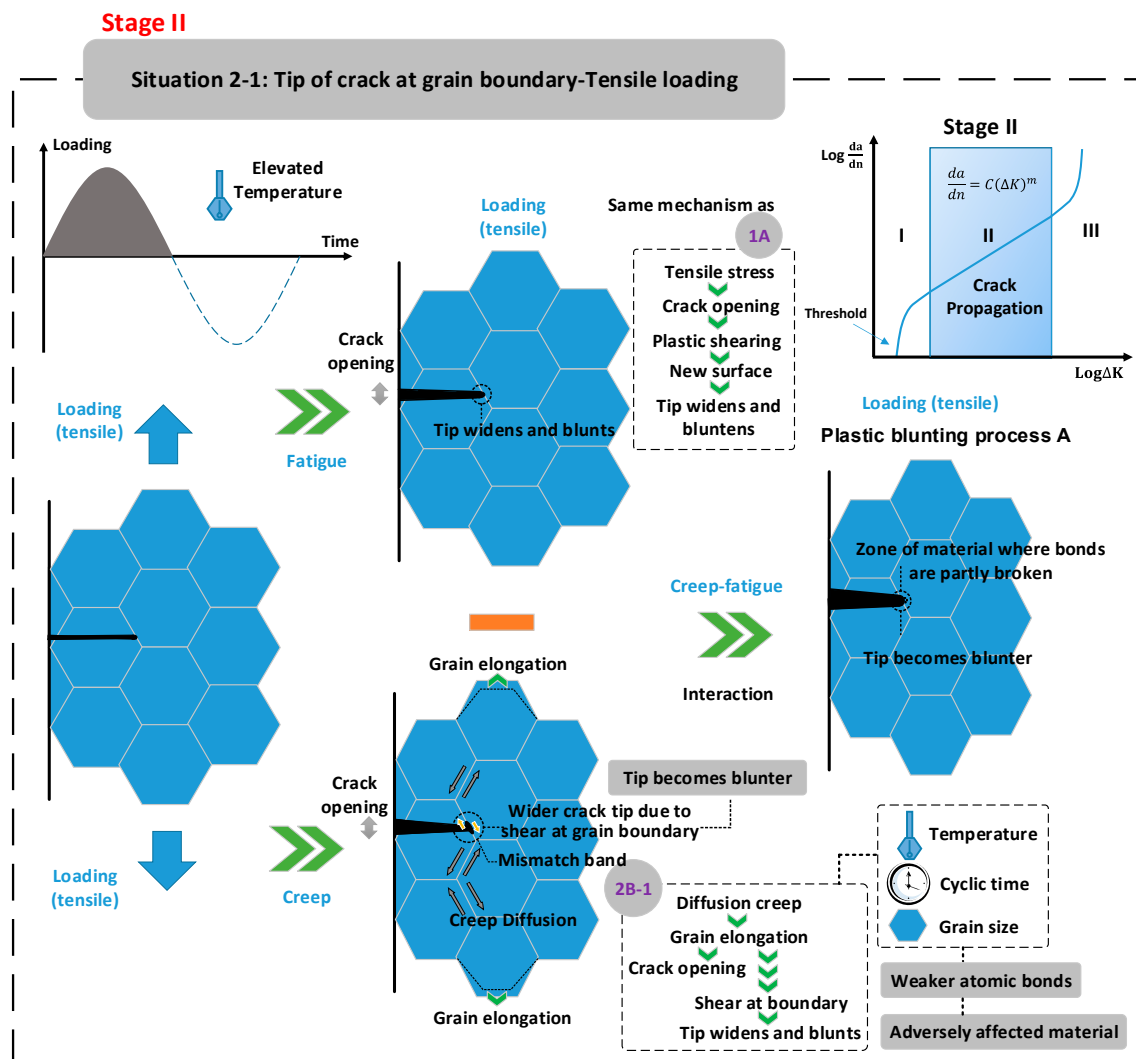 Stage II
Situation 2-1: Tip of crack at grain boundary-Tensile loading
Loading
Elevated
Temperature
Time
Loading
(tensile)
Same mechanism as
1A
Tensile stress
Crack opening
Plastic shearing
New surface
Tip widens and
bluntens
Stage II
Log da/dn
da/dn = C(ΔK)^m
I
II
III
Crack
Propagation
Threshold
LogΔK
Loading
(tensile)
Fatigue
Crack
opening
Tip widens and blunts
Loading (tensile)
Plastic blunting process A
Zone of material where bonds
are partly broken
Tip becomes blunter
Creep-fatigue
Interaction
Loading
(tensile)
Creep
Grain elongation
Crack
opening
Wider crack tip due to
shear at grain boundary
Mismatch band
Creep Diffusion
Grain elongation
Tip becomes blunter
2B-1
Diffusion creep
Grain elongation
Crack opening
Shear at boundary
Tip widens and blunts
Temperature
Cyclic time
Grain size
Weaker atomic bonds
Adversely affected material